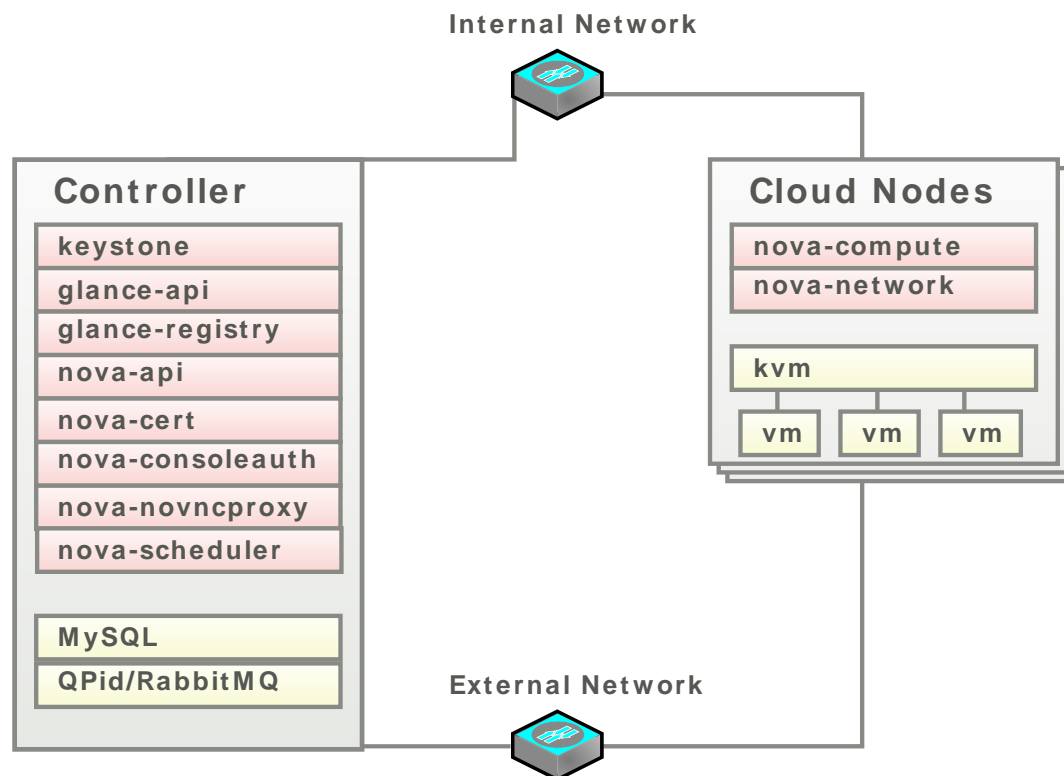 Internal Network
Controller
keystone
glance-api
glance-registry
nova-api
nova-cert
nova-consoleauth
nova-novncproxy
nova-scheduler
MySQL
QPid/RabbitMQ
Cloud Nodes
nova-compute
nova-network
kvm
vm vm vm
External Network